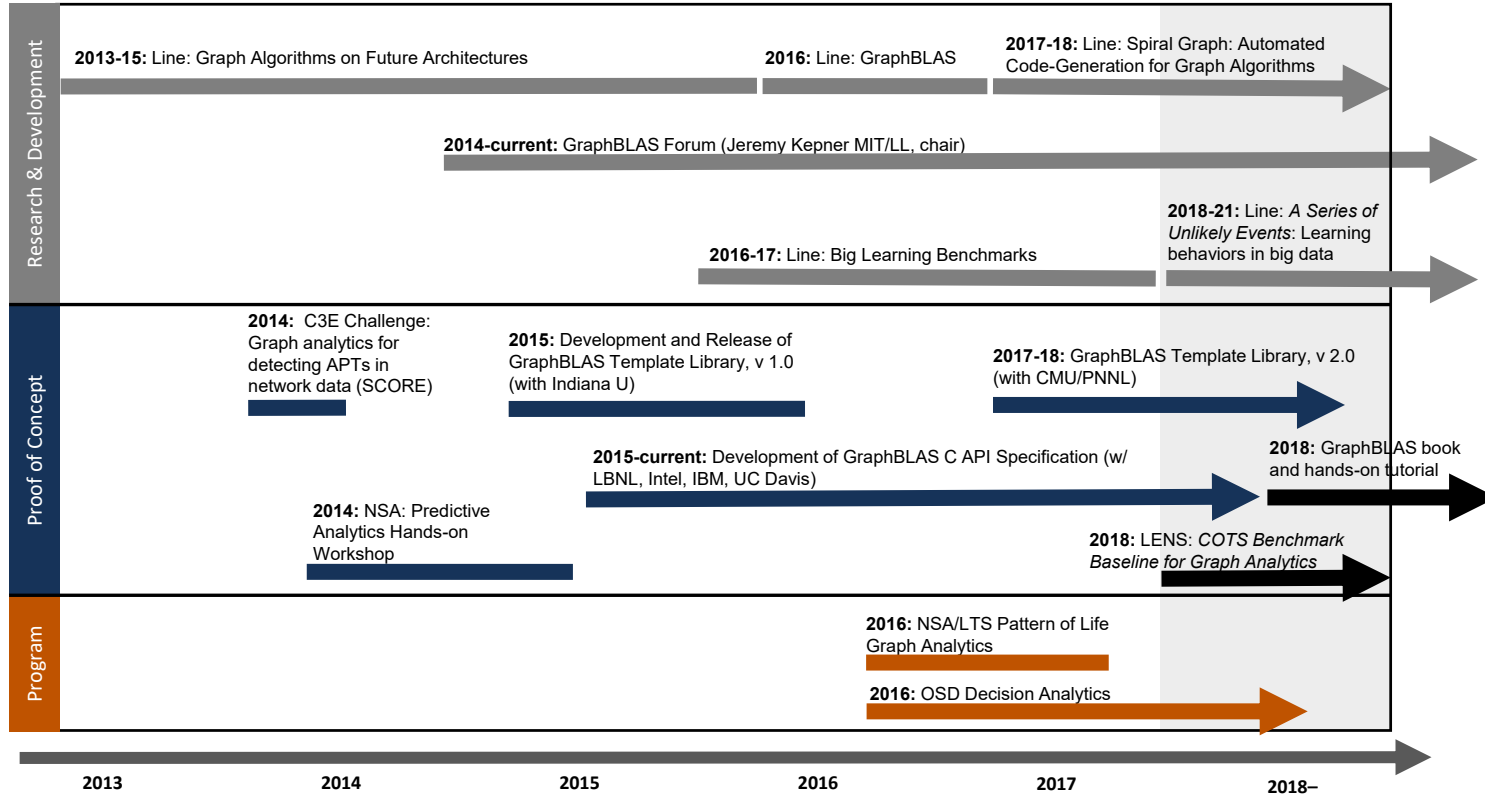 Research & Development
2013-15: Line: Graph Algorithms on Future Architectures
2016: Line: GraphBLAS
2017-18: Line: Spiral Graph: Automated
Code-Generation for Graph Algorithms
2014-current: GraphBLAS Forum (Jeremy Kepner MIT/LL, chair)
2016-17: Line: Big Learning Benchmarks
2018-21: Line: A Series of
Unlikely Events: Learning
behaviors in big data
Proof of Concept
2014: C3E Challenge:
Graph analytics for
detecting APTs in
network data (SCORE)
2015: Development and Release of
GraphBLAS Template Library, v 1.0
(with Indiana U)
2017-18: GraphBLAS Template Library, v 2.0
(with CMU/PNNL)
2015-current: Development of GraphBLAS C API Specification (w/
LBNL, Intel, IBM, UC Davis)
2018: GraphBLAS book
and hands-on tutorial
2014: NSA: Predictive
Analytics Hands-on
Workshop
2018: LENS: COTS Benchmark
Baseline for Graph Analytics
Program
2016: NSA/LTS Pattern of Life
Graph Analytics
2016: OSD Decision Analytics
2013
2014
2015
2016
2017
2018–